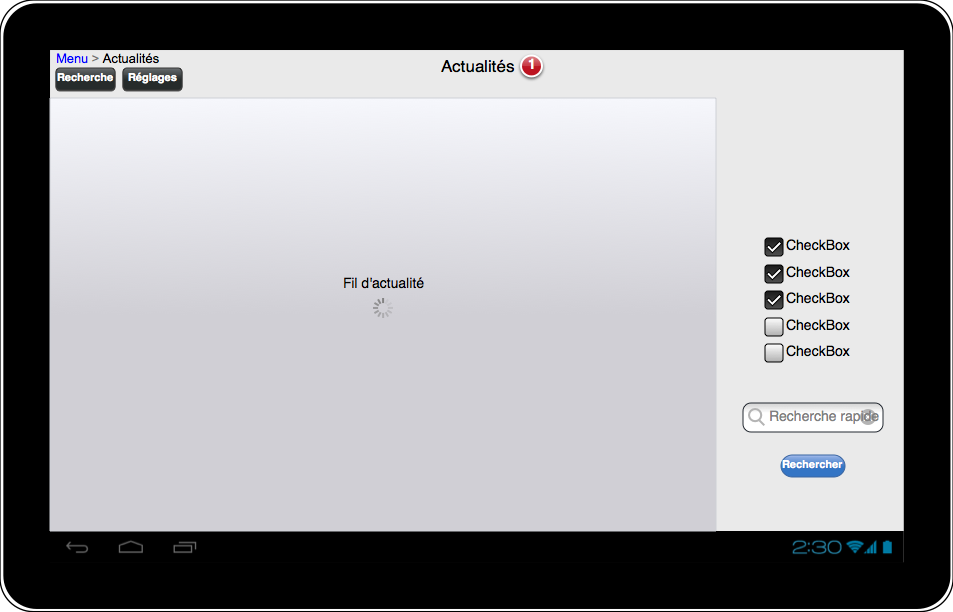 Menu > Actualités
Actualités 1
Recherche Réglages
Fil d'actualité
CheckBox
CheckBox
CheckBox
CheckBox
CheckBox
Recherche rapide
Rechercher
2:30